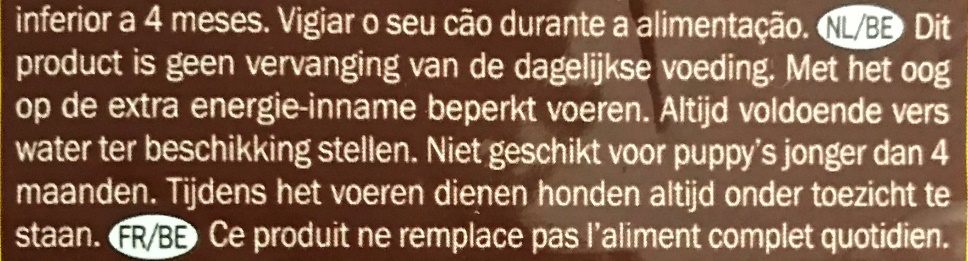 inferior a 4 meses. Vigiar o seu cão durante a alimentação. NL/BE Dit
product is geen vervanging van de dagelijkse voeding. Met het oog
op de extra energie-inname beperkt voeren. Altijd voldoende vers
water ter beschikking stellen. Niet geschikt voor puppy's jonger dan 4
maanden. Tijdens het voeren dienen honden altijd onder toezicht te
staan. FR/BE Ce produit ne remplace pas l'aliment complet quotidien.